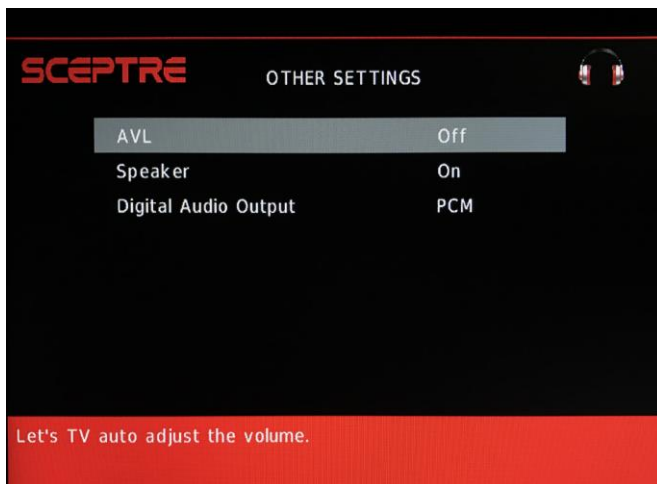 SCEPTRE
OTHER SETTINGS
AVL Off
Speaker On
Digital Audio Output PCM
Let's TV auto adjust the volume.